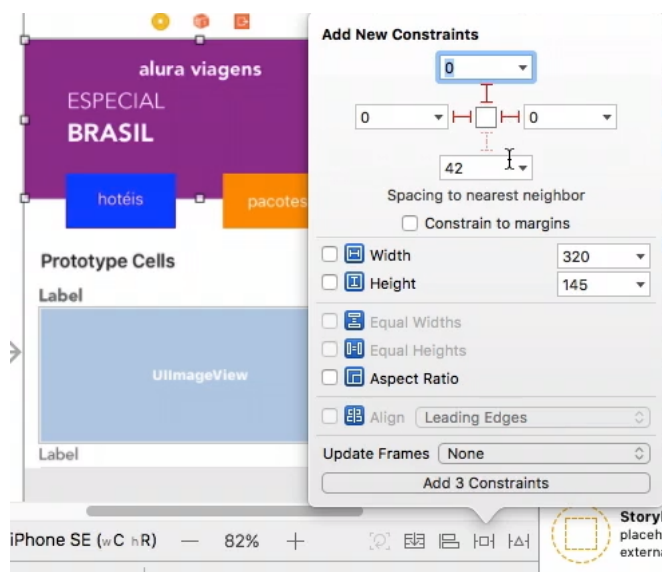 Add New Constraints
alura viagens
ESPECIAL
BRASIL
hotéis
pacotes
Prototype Cells
Label
UIImageView
Label
0
0
0
42
Spacing to nearest neighbor
Constrain to margins
Width
320
Height
145
Equal Widths
Equal Heights
Aspect Ratio
Align
Leading Edges
Update Frames
None
Add 3 Constraints
iPhone SE (wC hR)
82%
Storyl
placeh
externa